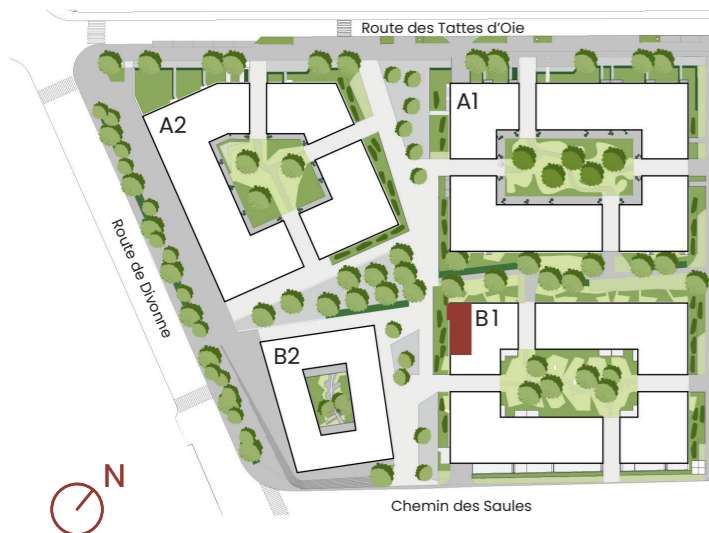 Route des Tattes d'Oie
A2
A1
Route de Divonne
B1
B2
N
Chemin des Saules